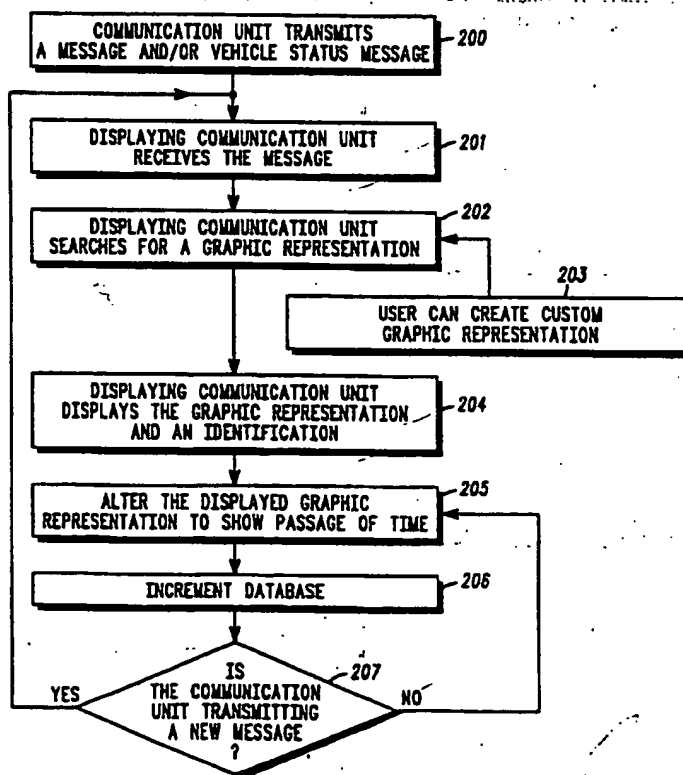 COMMUNICATION UNIT TRANSMITS
A MESSAGE AND/OR VEHICLE STATUS MESSAGE
200
DISPLAYING COMMUNICATION UNIT
RECEIVES THE MESSAGE
201
DISPLAYING COMMUNICATION UNIT
SEARCHES FOR A GRAPHIC REPRESENTATION
202
203
USER CAN CREATE CUSTOM
GRAPHIC REPRESENTATION
DISPLAYING COMMUNICATION UNIT
DISPLAYS THE GRAPHIC REPRESENTATION
AND AN IDENTIFICATION
204
ALTER THE DISPLAYED GRAPHIC
REPRESENTATION TO SHOW PASSAGE OF TIME
205
INCREMENT DATABASE
206
IS
THE COMMUNICATION
UNIT TRANSMITTING
A NEW MESSAGE
?
207
YES
NO